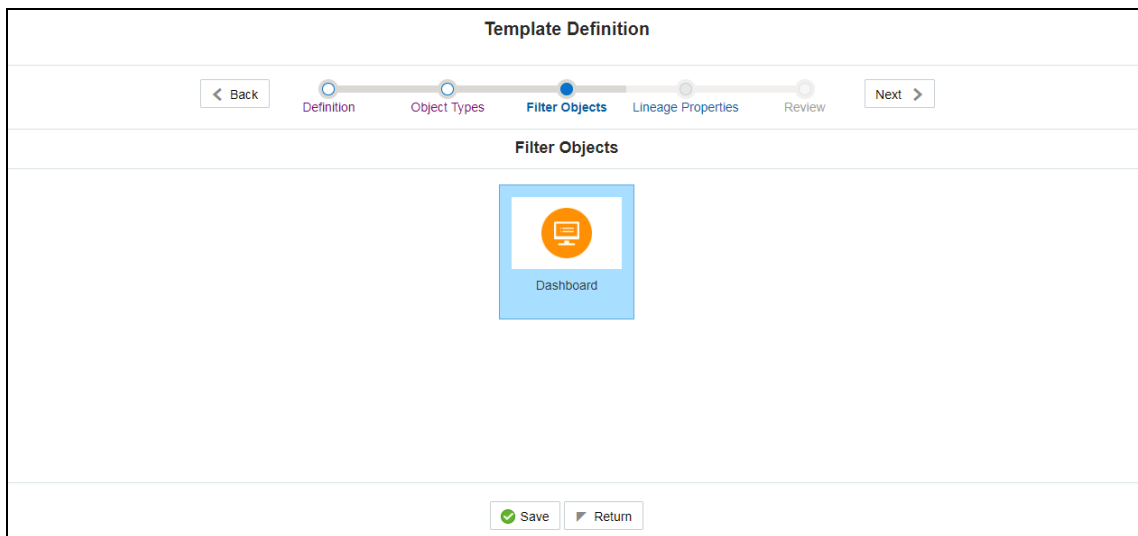 Template Definition
Back
Next
Definition
Object Types
Filter Objects
Lineage Properties
Review
Filter Objects
Dashboard
Save
Return